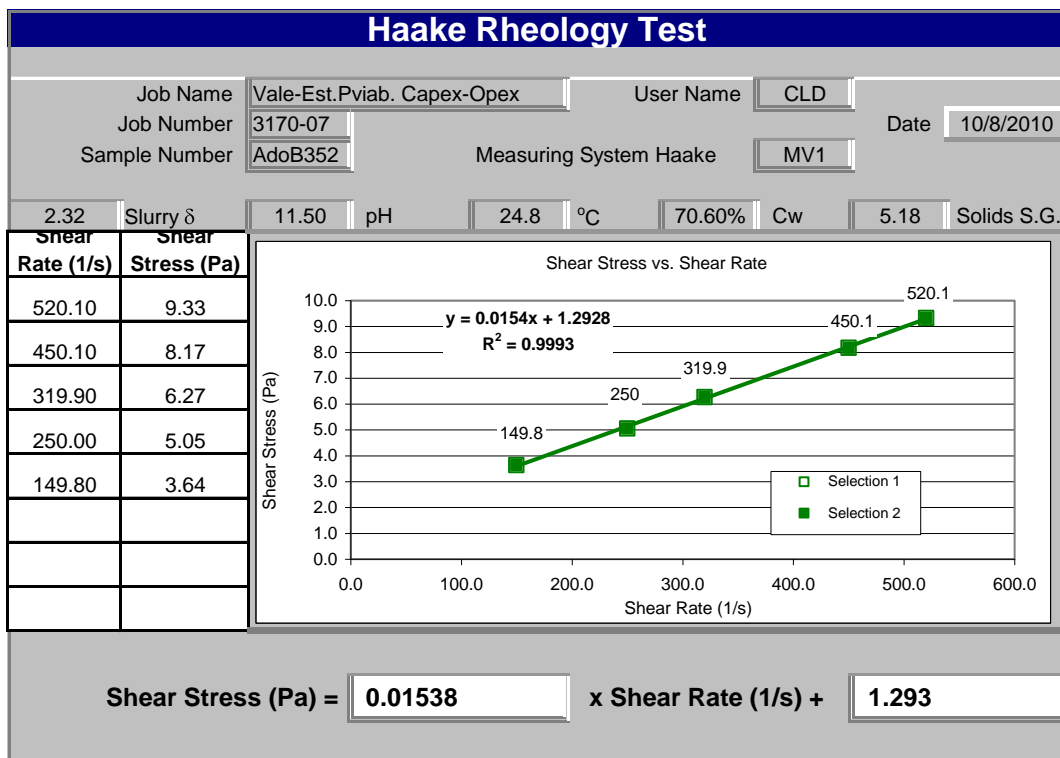 Haake Rheology Test
Job Name Vale-Est.Pviab. Capex-Opex User Name CLD
Job Number 3170-07 Date 10/8/2010
Sample Number AdoB352 Measuring System Haake MV1
2.32 Slurry δ 11.50 pH 24.8 °C 70.60% Cw 5.18 Solids S.G.
Shear Shear
Rate (1/s) Stress (Pa)
520.10 9.33
450.10 8.17
319.90 6.27
250.00 5.05
149.80 3.64
Shear Stress vs. Shear Rate
y = 0.0154x + 1.2928
R² = 0.9993
520.1
450.1
319.9
250
149.8
10.0
9.0
8.0
7.0
6.0
5.0
4.0
3.0
2.0
1.0
0.0
Shear Stress (Pa)
Selection 1
Selection 2
0.0 100.0 200.0 300.0 400.0 500.0 600.0
Shear Rate (1/s)
Shear Stress (Pa) = 0.01538 x Shear Rate (1/s) + 1.293